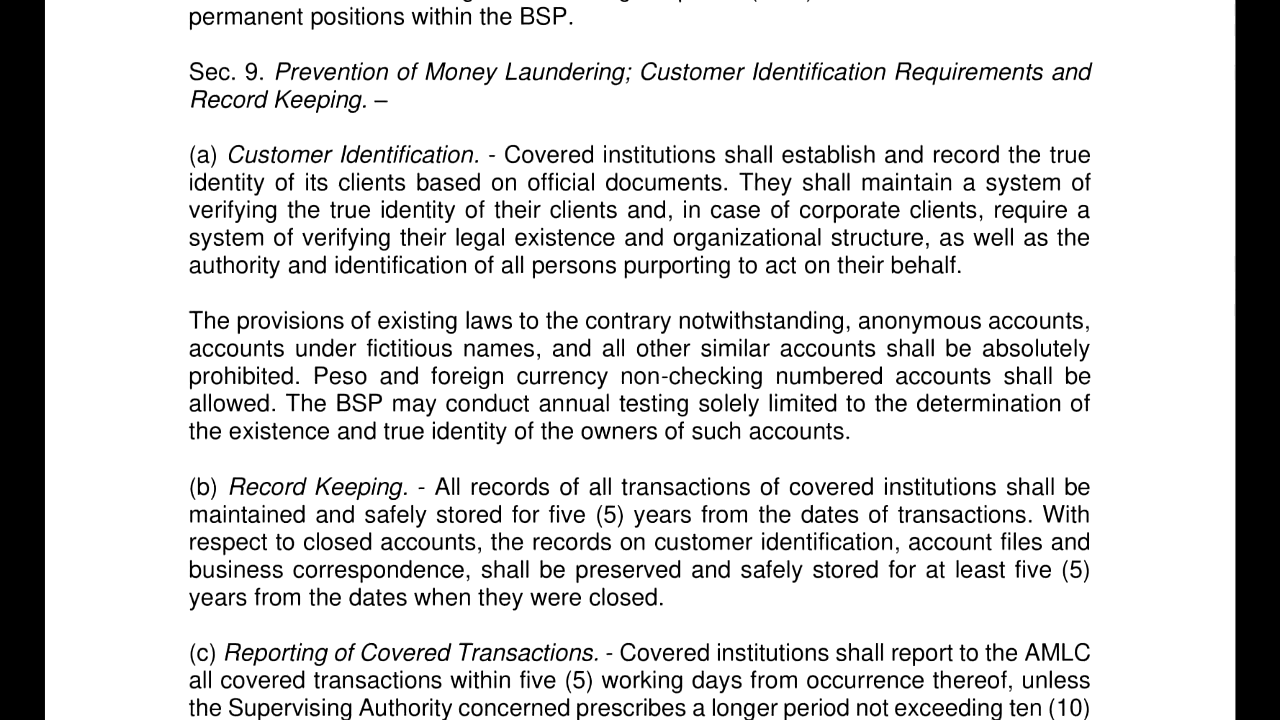 permanent positions within the BSP.
Sec. 9. Prevention of Money Laundering; Customer Identification Requirements and
Record Keeping. –
(a) Customer Identification. - Covered institutions shall establish and record the true
identity of its clients based on official documents. They shall maintain a system of
verifying the true identity of their clients and, in case of corporate clients, require a
system of verifying their legal existence and organizational structure, as well as the
authority and identification of all persons purporting to act on their behalf.
The provisions of existing laws to the contrary notwithstanding, anonymous accounts,
accounts under fictitious names, and all other similar accounts shall be absolutely
prohibited. Peso and foreign currency non-checking numbered accounts shall be
allowed. The BSP may conduct annual testing solely limited to the determination of
the existence and true identity of the owners of such accounts.
(b) Record Keeping. - All records of all transactions of covered institutions shall be
maintained and safely stored for five (5) years from the dates of transactions. With
respect to closed accounts, the records on customer identification, account files and
business correspondence, shall be preserved and safely stored for at least five (5)
years from the dates when they were closed.
(c) Reporting of Covered Transactions. - Covered institutions shall report to the AMLC
all covered transactions within five (5) working days from occurrence thereof, unless
the Supervising Authority concerned prescribes a longer period not exceeding ten (10)